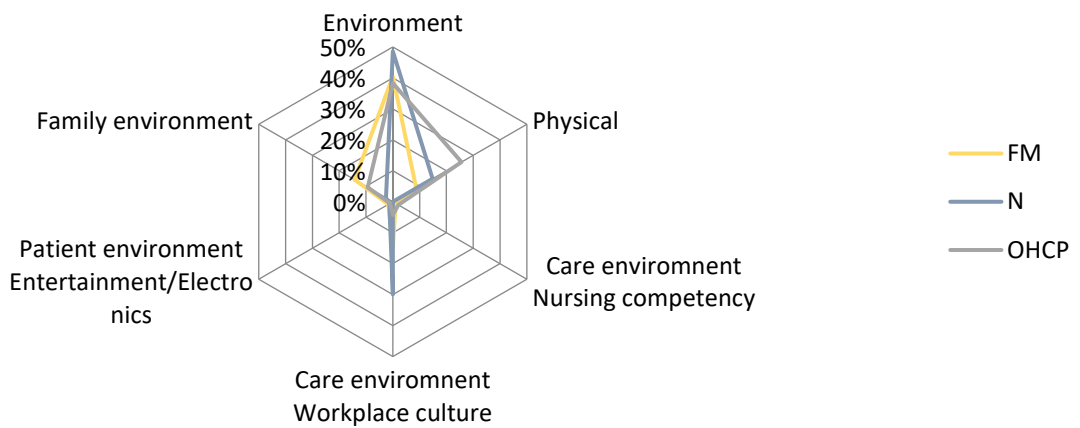 Environment
50%
40%
30%
20%
10%
0%
Physical
Care enviromnent
Nursing competency
Care enviromnent
Workplace culture
Patient environment
Entertainment/Electro
nics
Family environment
FM
N
OHCP